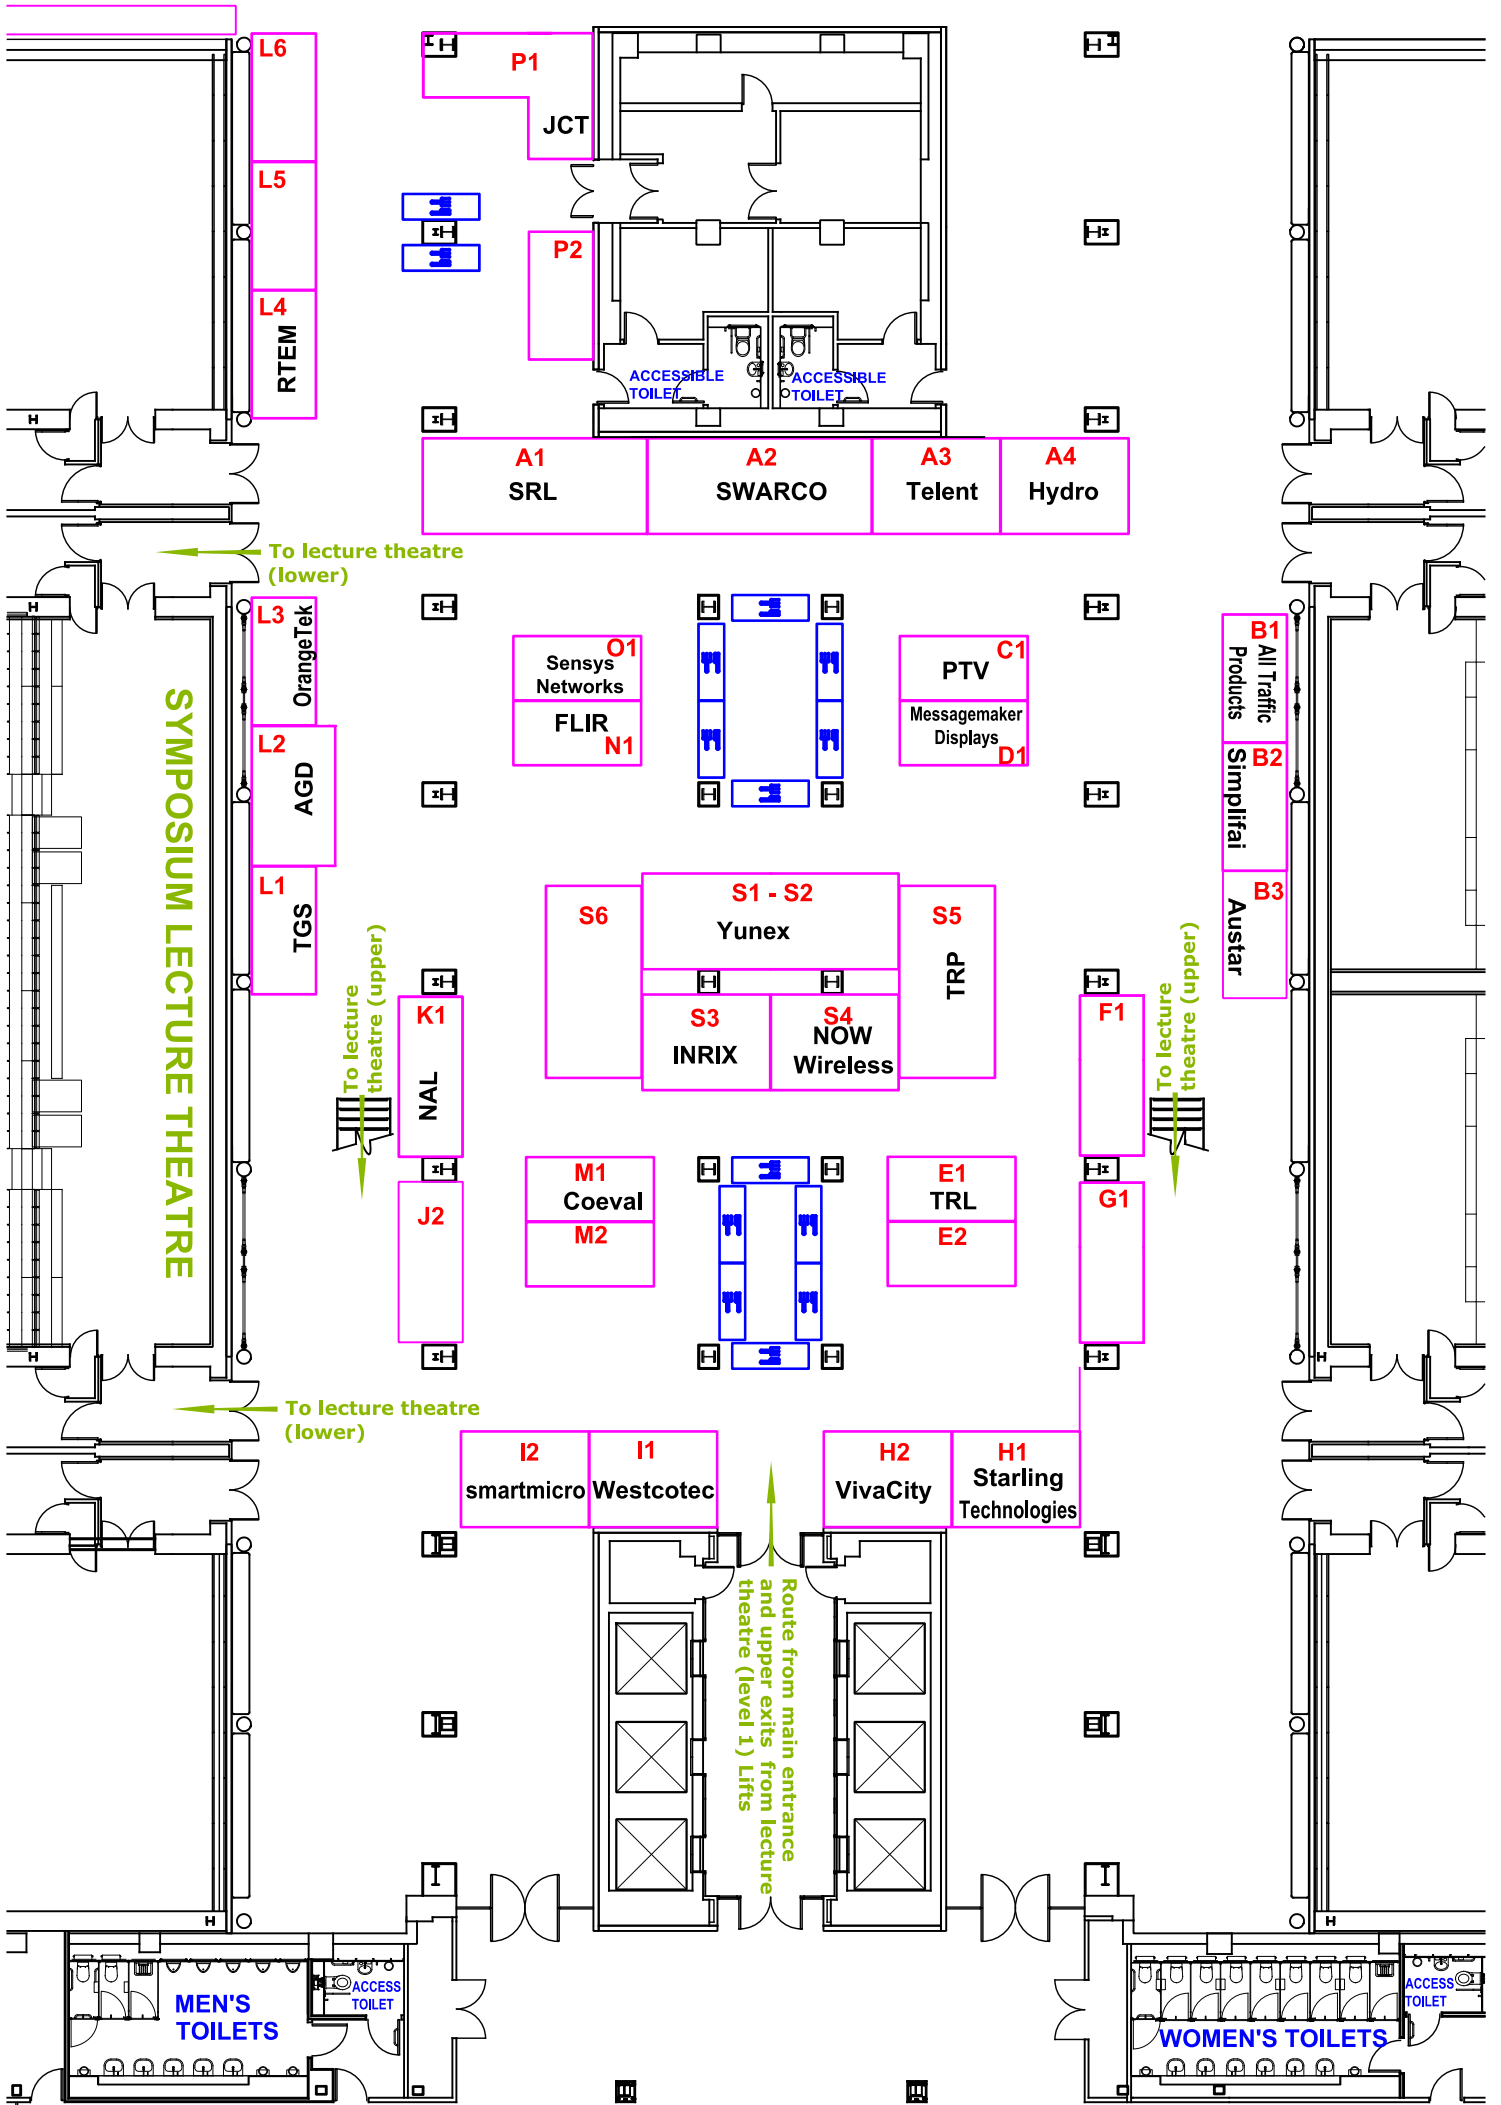 L6
P1
JCT
L5
P2
L4
RTEM
ACCESSIBLE
TOILET
ACCESSIBLE
TOILET
A1
SRL
A2
SWARCO
A3
Telent
A4
Hydro
To lecture theatre
(lower)
L3
OrangeTek
O1
Sensys
Networks
FLIR
N1
C1
PTV
Messagemaker
Displays
D1
B1
All Traffic
Products
L2
AGD
B2
Simplifai
SYMPOSIUM LECTURE THEATRE
L1
TGS
S6
S1 - S2
Yunex
S5
TRP
B3
Austar
To lecture
theatre (upper)
K1
NAL
S3
INRIX
S4
NOW
Wireless
F1
To lecture
theatre (upper)
J2
M1
Coeval
M2
E1
TRL
E2
G1
To lecture theatre
(lower)
I2
smartmicro
I1
Westcotec
H2
VivaCity
H1
Starling
Technologies
Route from main entrance
and upper exits from lecture
theatre (level 1) Lifts
MEN'S
TOILETS
ACCESS
TOILET
WOMEN'S TOILETS
ACCESS
TOILET